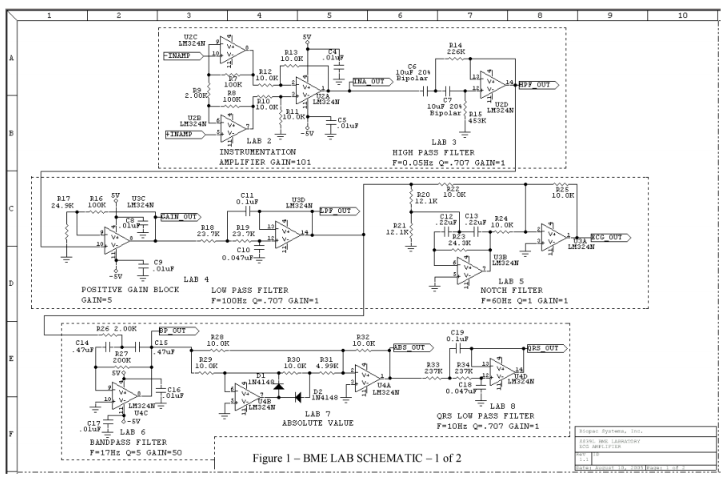 1 2 3 4 5 6 7 8 9 10
A
B
C
D
E
F
U2C
LM324N
-INAMP
R9
2.00K
R7
100K
R8
100K
R12
10.0K
R10
10.0K
R13
10.0K
R11
10.0K
U2B
LM324N
+INAMP
5V
C4
.01uF
U2A
LM324N
C5
.01uF
-5V
INA_OUT
LAB 2
INSTRUMENTATION
AMPLIFIER GAIN=101
C6
10uF 20%
Bipolar
C7
10uF 20%
Bipolar
R14
226K
R15
453K
U2D
LM324N
HPF_OUT
LAB 3
HIGH PASS FILTER
F=0.05Hz Q=.707 GAIN=1
R17
24.9K
R16
100K
5V
U3C
LM324N
C8
.01uF
GAIN_OUT
C9
.01uF
-5V
LAB 4
POSITIVE GAIN BLOCK
GAIN=5
R18
23.7K
R19
23.7K
C11
0.1uF
C10
0.047uF
U3D
LM324N
LPF_OUT
LOW PASS FILTER
F=100Hz Q=.707 GAIN=1
R20
12.1K
R21
12.1K
R22
10.0K
C12
.22uF
C13
.22uF
R23
24.3K
R24
10.0K
R25
10.0K
U3B
LM324N
U3A
LM324N
ECG_OUT
LAB 5
NOTCH FILTER
F=60Hz Q=1 GAIN=1
R26 2.00K
BP_OUT
C14
.47uF
C15
.47uF
R27
200K
5V
C16
.01uF
U4C
LM324N
C17
.01uF
-5V
LAB 6
BANDPASS FILTER
F=17Hz Q=5 GAIN=50
R28
10.0K
R29
10.0K
D1
1N4148
D2
1N4148
U4B
LM324N
R30
10.0K
R31
4.99K
R32
10.0K
U4A
LM324N
ABS_OUT
LAB 7
ABSOLUTE VALUE
R33
237K
R34
237K
C19
0.1uF
C18
0.047uF
U4D
LM324N
QRS_OUT
LAB 8
QRS LOW PASS FILTER
F=10Hz Q=.707 GAIN=1
Figure 1 – BME LAB SCHEMATIC – 1 of 2
Biopac Systems, Inc.
BME LABORATORY
ECG AMPLIFIER